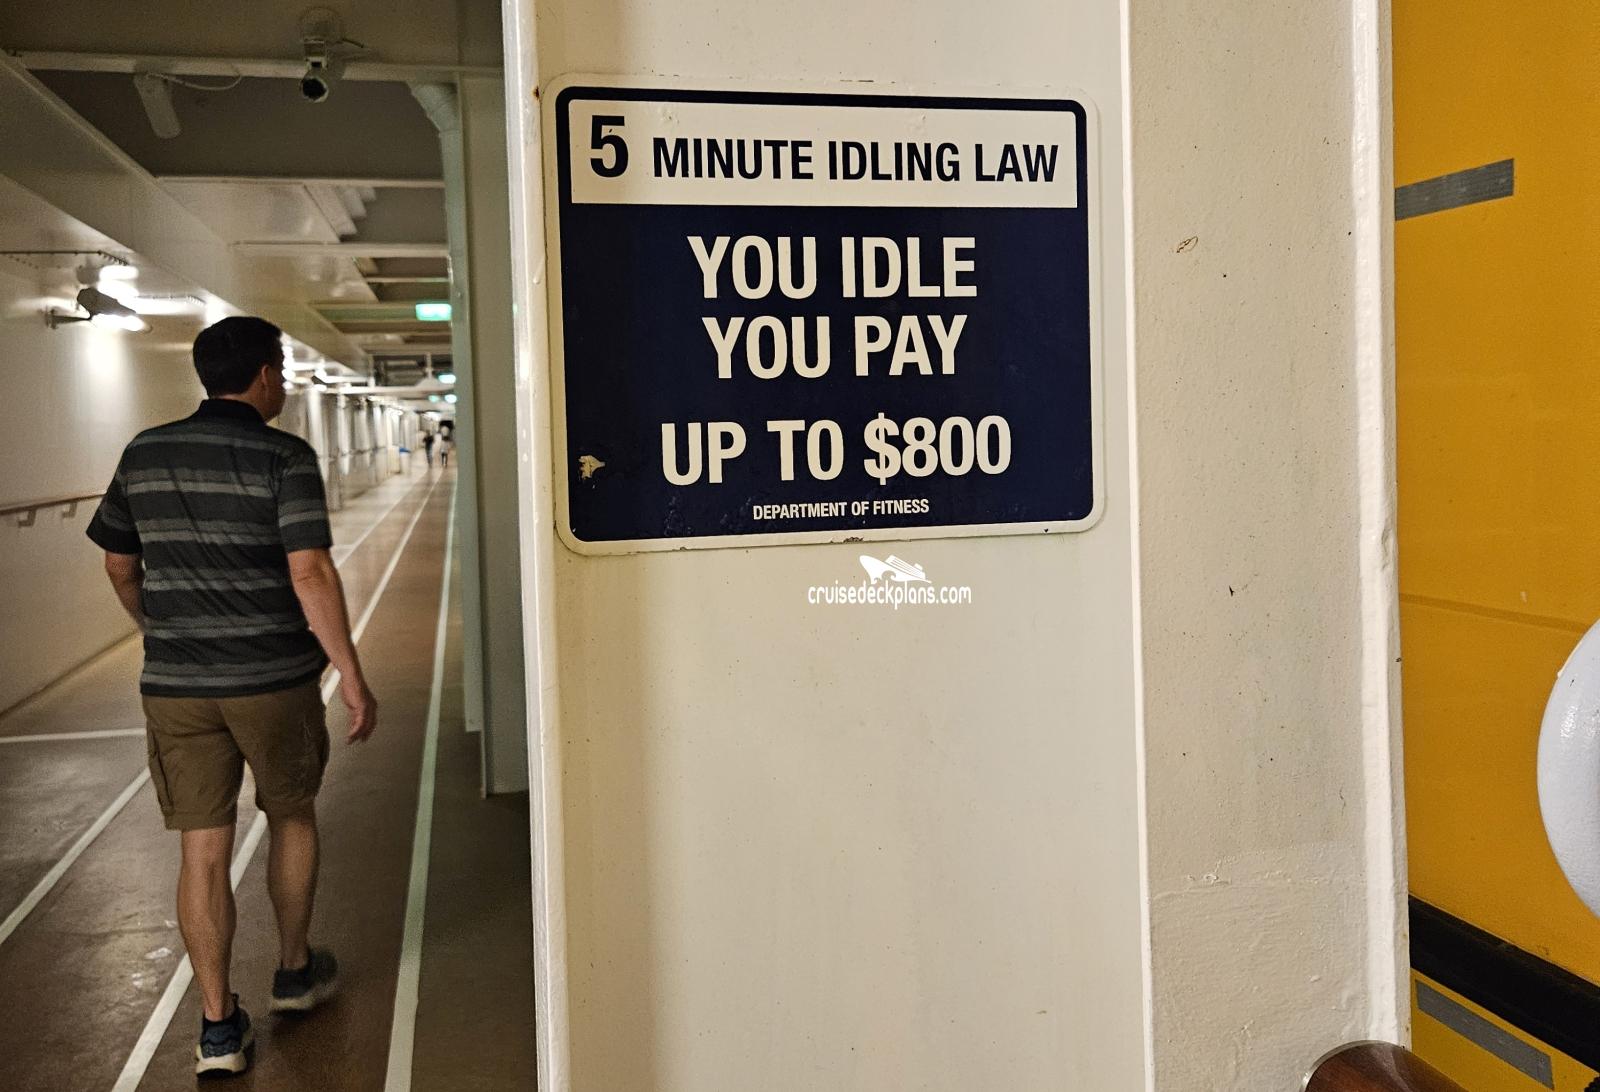 5 MINUTE IDLING LAW
YOU IDLE
YOU PAY
UP TO $800
DEPARTMENT OF FITNESS
cruisedeckplans.com